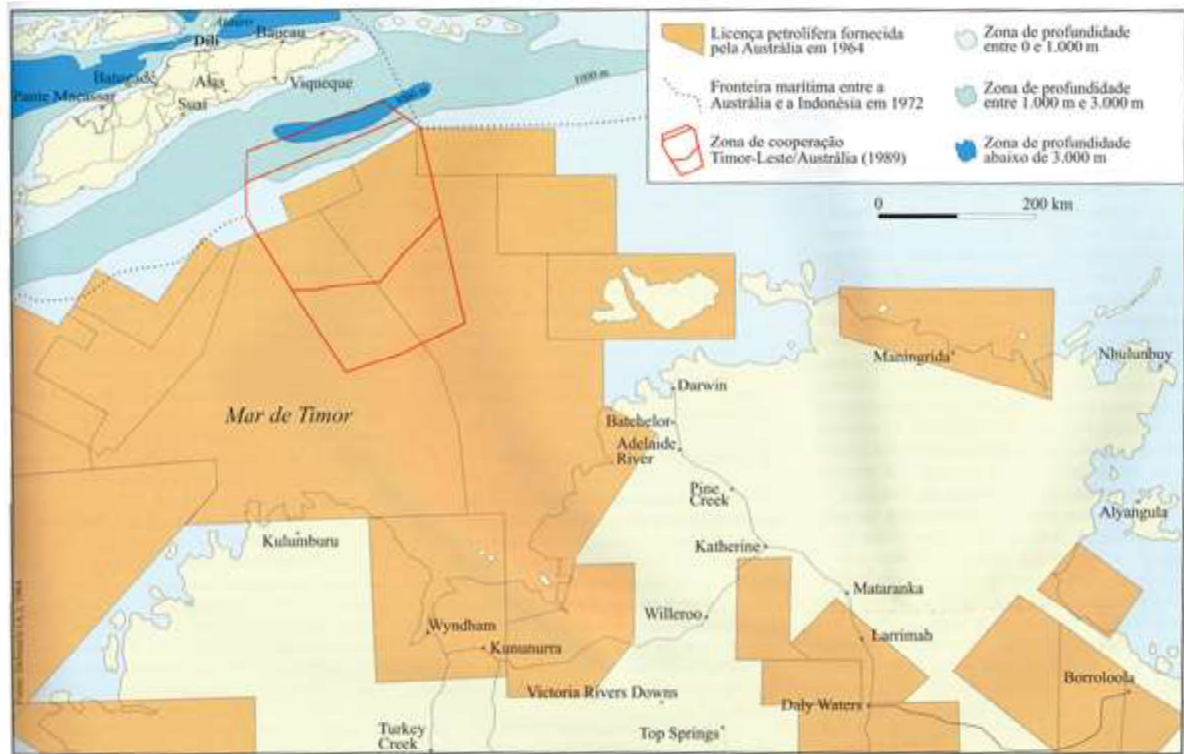 Licença petrolífera fornecida
pela Austrália em 1964
Fronteira marítima entre a
Austrália e a Indonésia em 1972
Zona de cooperação
Timor-Leste/Austrália (1989)
Zona de profundidade
entre 0 e 1.000 m
Zona de profundidade
entre 1.000 m e 3.000 m
Zona de profundidade
abaixo de 3.000 m
0 200 km
Díli
Baucau
Batugadé
Alas
Viqueque
Pante Macassar
Suai
1000 m
3000 m
Mar de Timor
Maningrida
Nhulunbuy
Darwin
Batchelor-
Adelaide
River
Pine
Creek
Alyangula
Katherine
Kulumburu
Mataranka
Willeroo
Wyndham
Larrimah
Kununurra
Borroloola
Victoria Rivers Downs
Daly Waters
Turkey
Creek
Top Springs